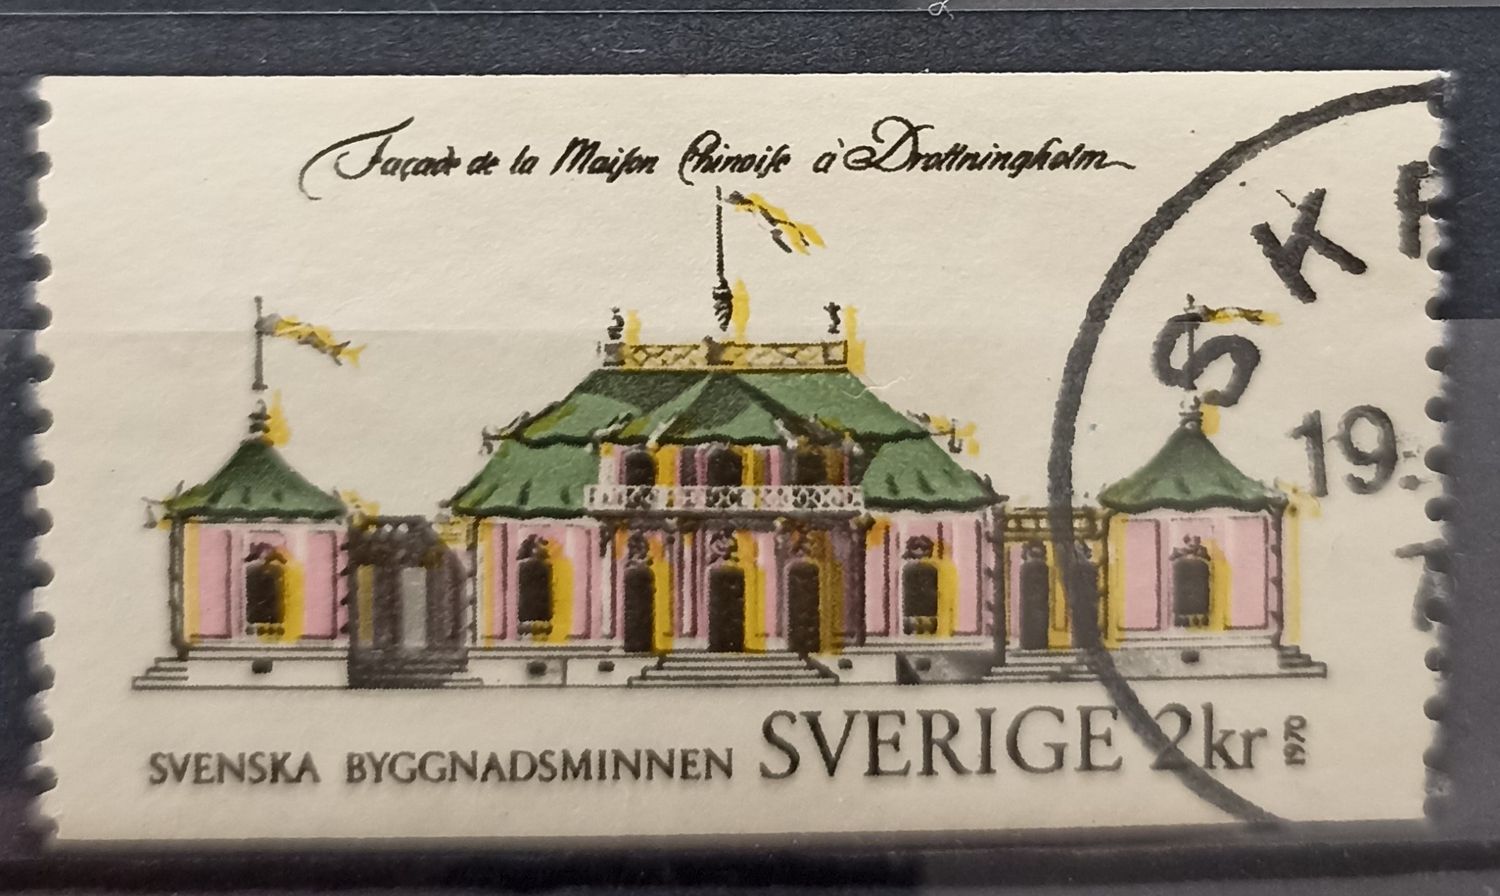 Façade de la Maiſon Chinoiſe à Drottningholm
SKR
19
SVENSKA BYGGNADSMINNEN SVERIGE 2kr 1970